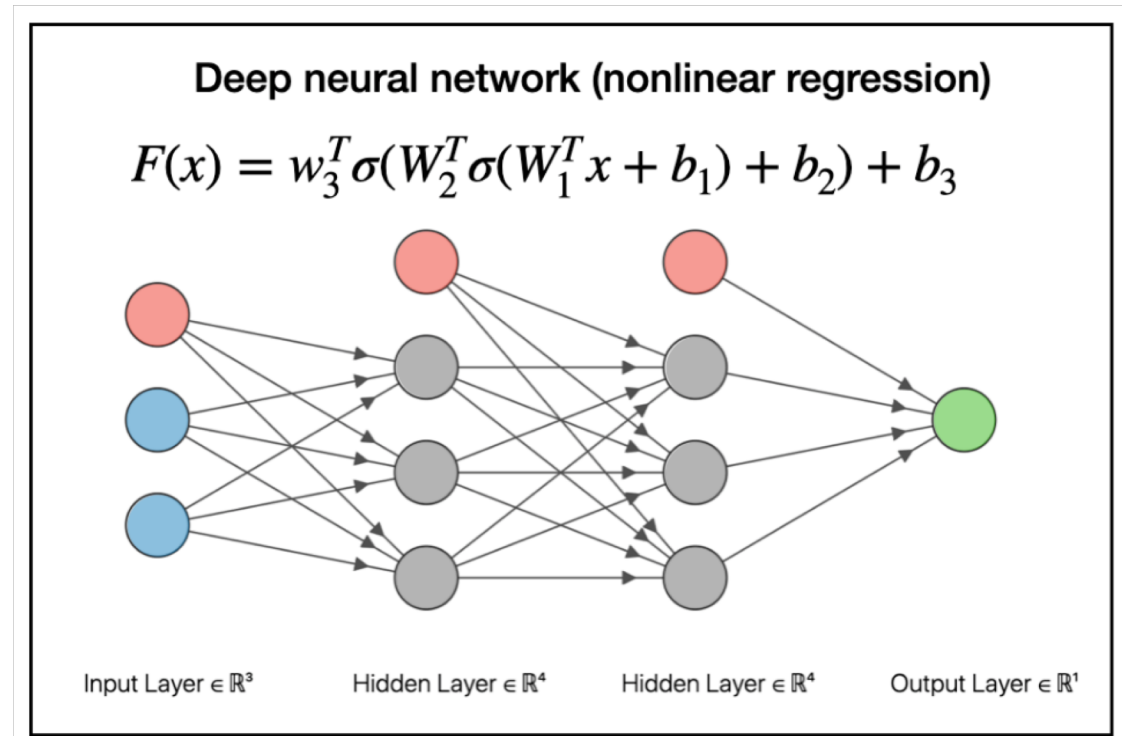 Deep neural network (nonlinear regression)
F(x) = w₃ᵀσ(W₂ᵀσ(W₁ᵀx + b₁) + b₂) + b₃
Input Layer ∈ ℝ³ Hidden Layer ∈ ℝ⁴ Hidden Layer ∈ ℝ⁴ Output Layer ∈ ℝ¹